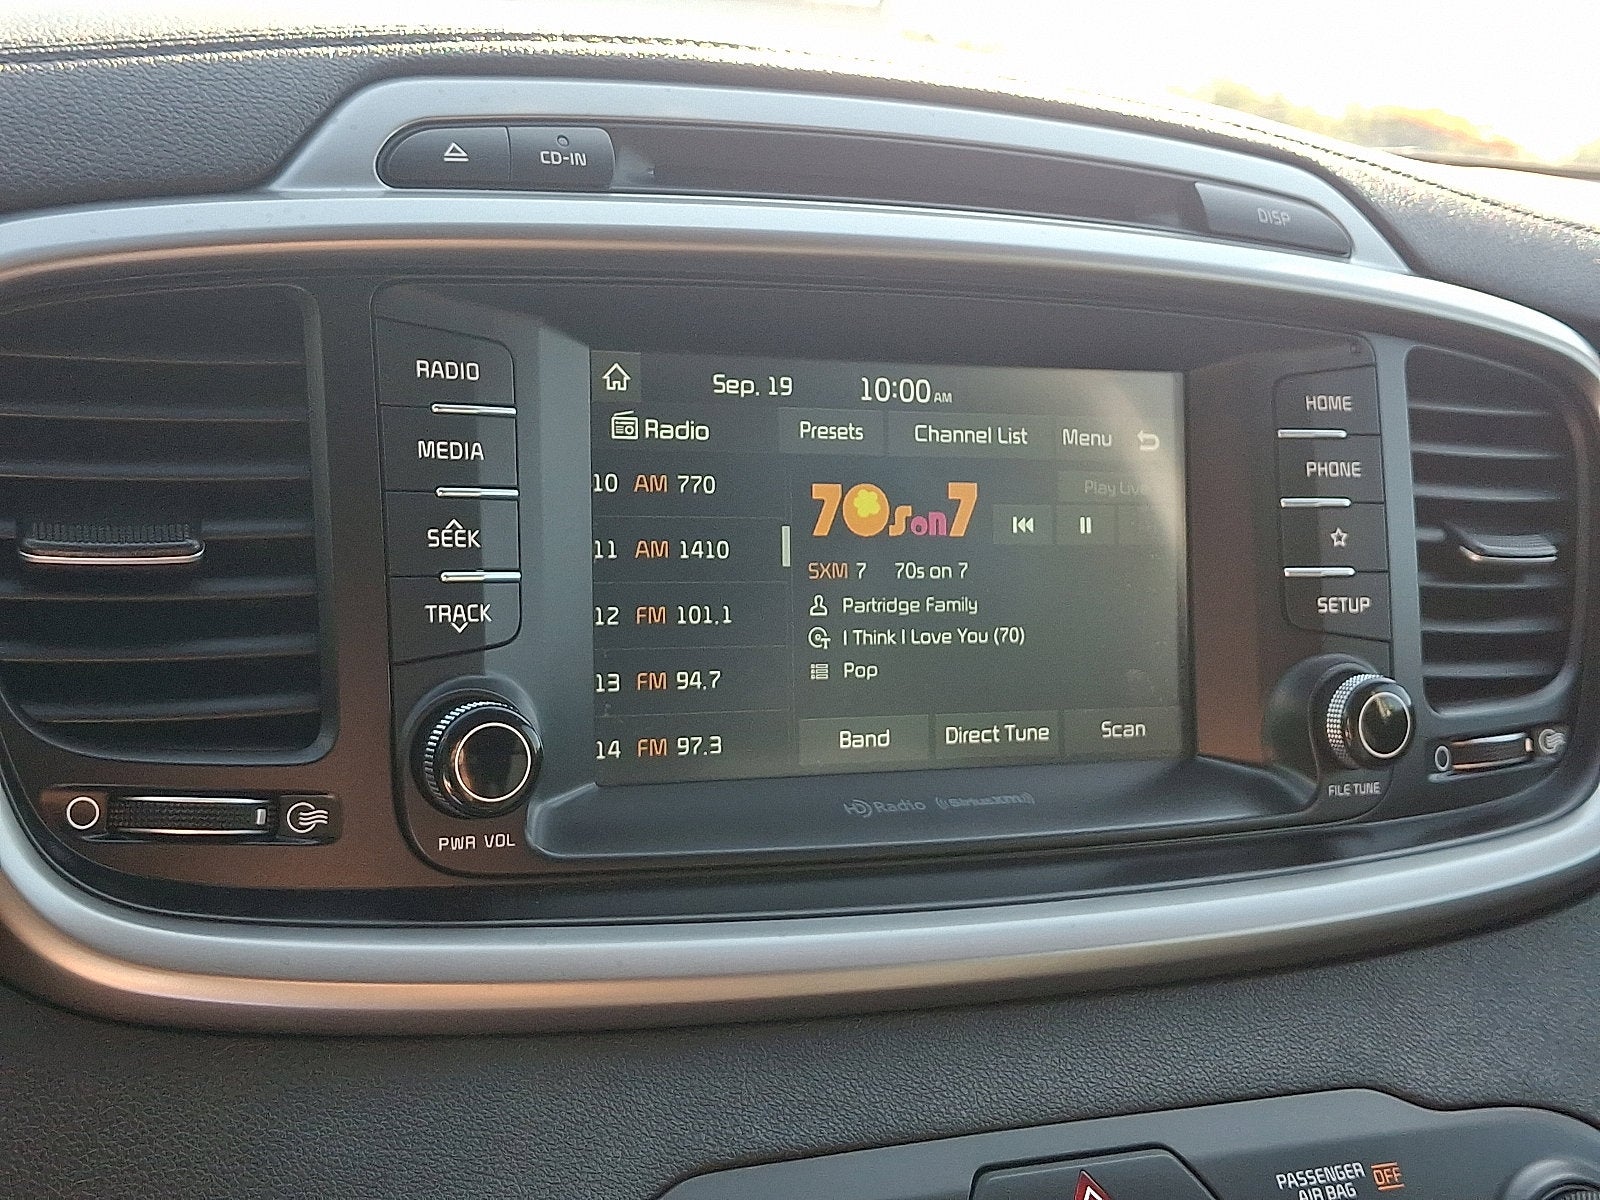 CD-IN
DISP
RADIO
MEDIA
SEEK
TRACK
PWR VOL
Sep. 19 10:00 AM
Radio Presets Channel List Menu
10 AM 770
11 AM 1410
12 FM 101.1
13 FM 94.7
14 FM 97.3
70s on 7
Play Live
SXM 7 70s on 7
Partridge Family
I Think I Love You (70)
Pop
Band Direct Tune Scan
HD Radio ((SiriusXM))
HOME
PHONE
SETUP
FILE TUNE
PASSENGER OFF
AIR BAG